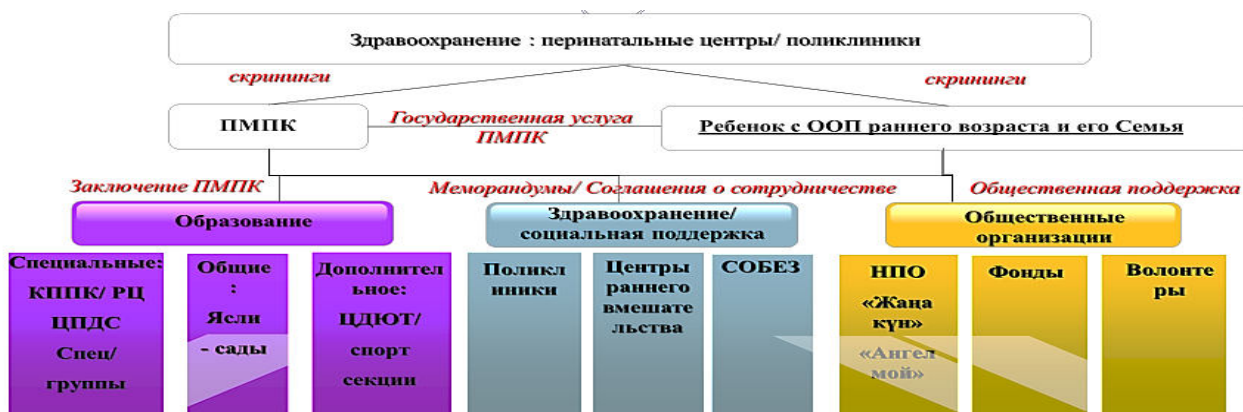 Здравоохранение : перинатальные центры/ поликлиники
скрининги
скрининги
ПМПК
Государственная услуга
ПМПК
Ребенок с ООП раннего возраста и его Семья
Заключение ПМПК
Меморандумы/ Соглашения о сотрудничестве
Общественная поддержка
Образование
Здравоохранение/
социальная поддержка
Общественные
организации
Специальные:
КППК/ РЦ
ЦПДС
Спец/
группы
Общие
:
Ясли
- сады
Дополнител
ьное:
ЦДЮТ/
спорт
секции
Поликл
иники
Центры
раннего
вмешате
льства
СОБЕЗ
НПО
«Жаңа
күн»
«Ангел
мой»
Фонды
Волонте
ры